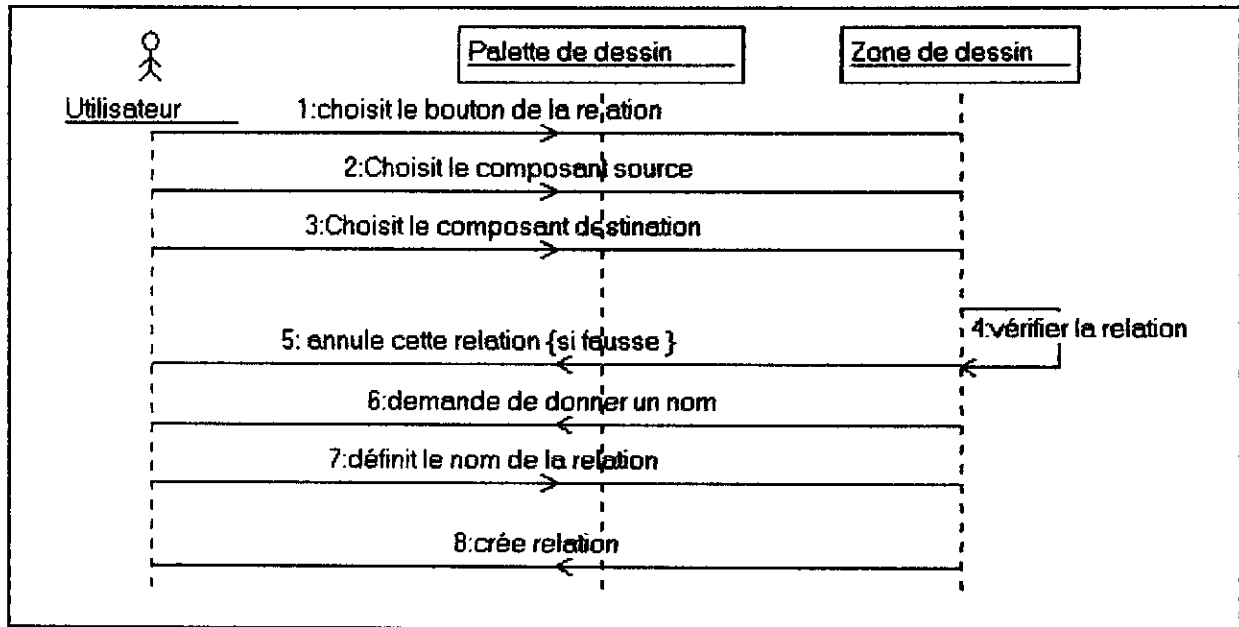 Palette de dessin
Zone de dessin
Utilisateur
1:choisit le bouton de la relation
2:Choisit le composant source
3:Choisit le composant destination
4:vérifier la relation
5: annule cette relation {si fausse }
6:demande de donner un nom
7:définit le nom de la relation
8:crée relation